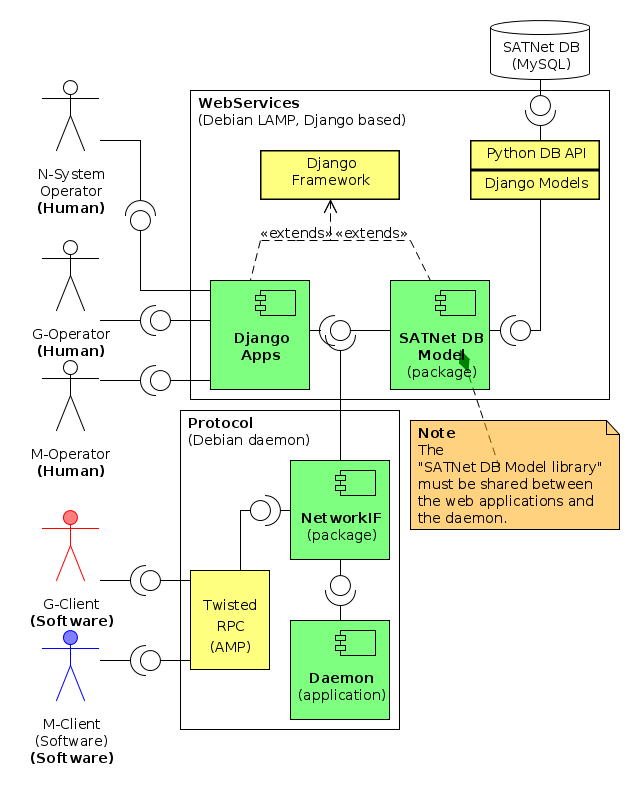 SATNet DB
(MySQL)
WebServices
(Debian LAMP, Django based)
Python DB API
Django Models
Django
Framework
«extends»
«extends»
N-System
Operator
(Human)
G-Operator
(Human)
M-Operator
(Human)
Django
Apps
SATNet DB
Model
(package)
Protocol
(Debian daemon)
Note
The
"SATNet DB Model library"
must be shared between
the web applications and
the daemon.
NetworkIF
(package)
G-Client
(Software)
Twisted
RPC
(AMP)
Daemon
(application)
M-Client
(Software)
(Software)